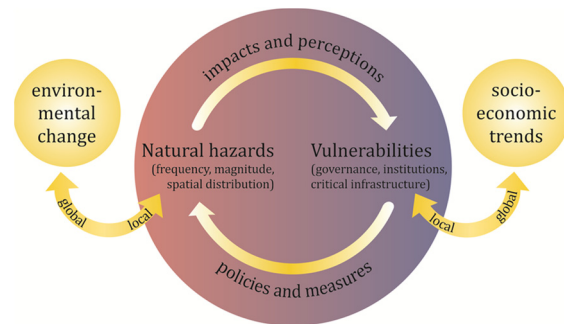 impacts and perceptions
environ-
mental
change
socio-
economic
trends
Natural hazards
(frequency, magnitude,
spatial distribution)
Vulnerabilities
(governance, institutions,
critical infrastructure)
global
local
local
global
policies and measures